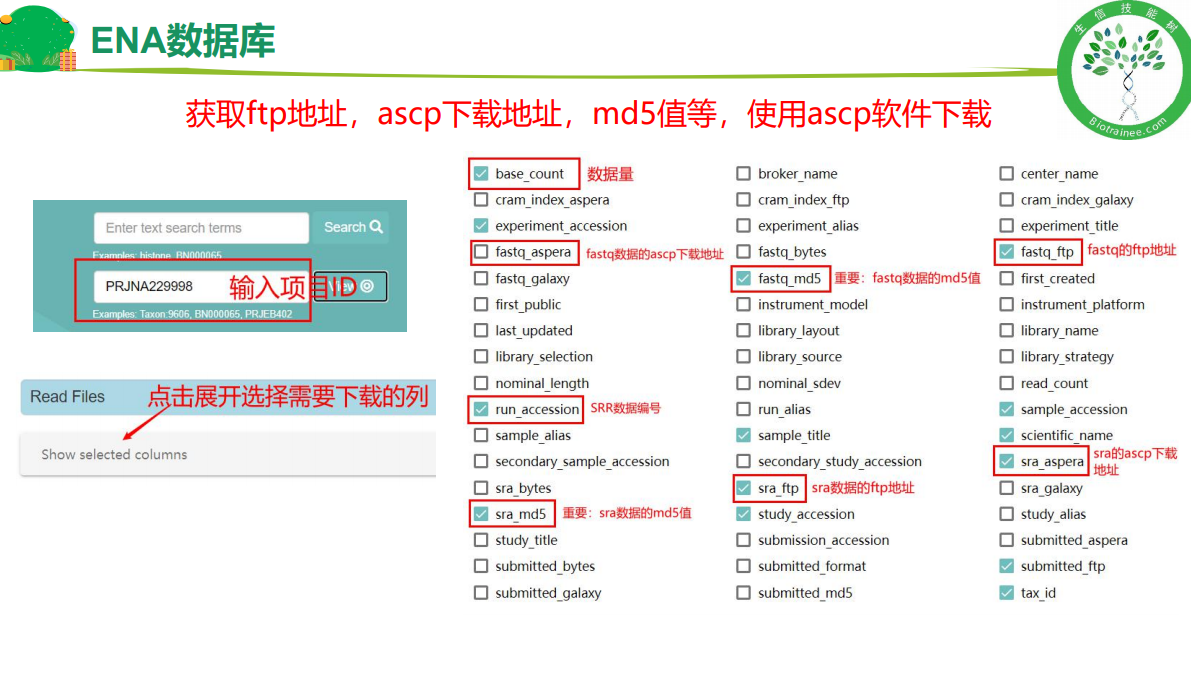 ENA数据库
生信技能树
Biotrainee.com
获取ftp地址，ascp下载地址，md5值等，使用ascp软件下载
Enter text search terms
Search
Examples: histone, BN000065
PRJNA229998
输入项目ID
View
Examples: Taxon:9606, BN000065, PRJEB402
Read Files
点击展开选择需要下载的列
Show selected columns
base_count 数据量
broker_name
center_name
cram_index_aspera
cram_index_ftp
cram_index_galaxy
experiment_accession
experiment_alias
experiment_title
fastq_aspera fastq数据的ascp下载地址
fastq_bytes
fastq_ftp fastq的ftp地址
fastq_galaxy
fastq_md5 重要：fastq数据的md5值
first_created
first_public
instrument_model
instrument_platform
last_updated
library_layout
library_name
library_selection
library_source
library_strategy
nominal_length
nominal_sdev
read_count
run_accession SRR数据编号
run_alias
sample_accession
sample_alias
sample_title
scientific_name
secondary_sample_accession
secondary_study_accession
sra_aspera sra的ascp下载
地址
sra_bytes
sra_ftp sra数据的ftp地址
sra_galaxy
sra_md5 重要：sra数据的md5值
study_accession
study_alias
study_title
submission_accession
submitted_aspera
submitted_bytes
submitted_format
submitted_ftp
submitted_galaxy
submitted_md5
tax_id